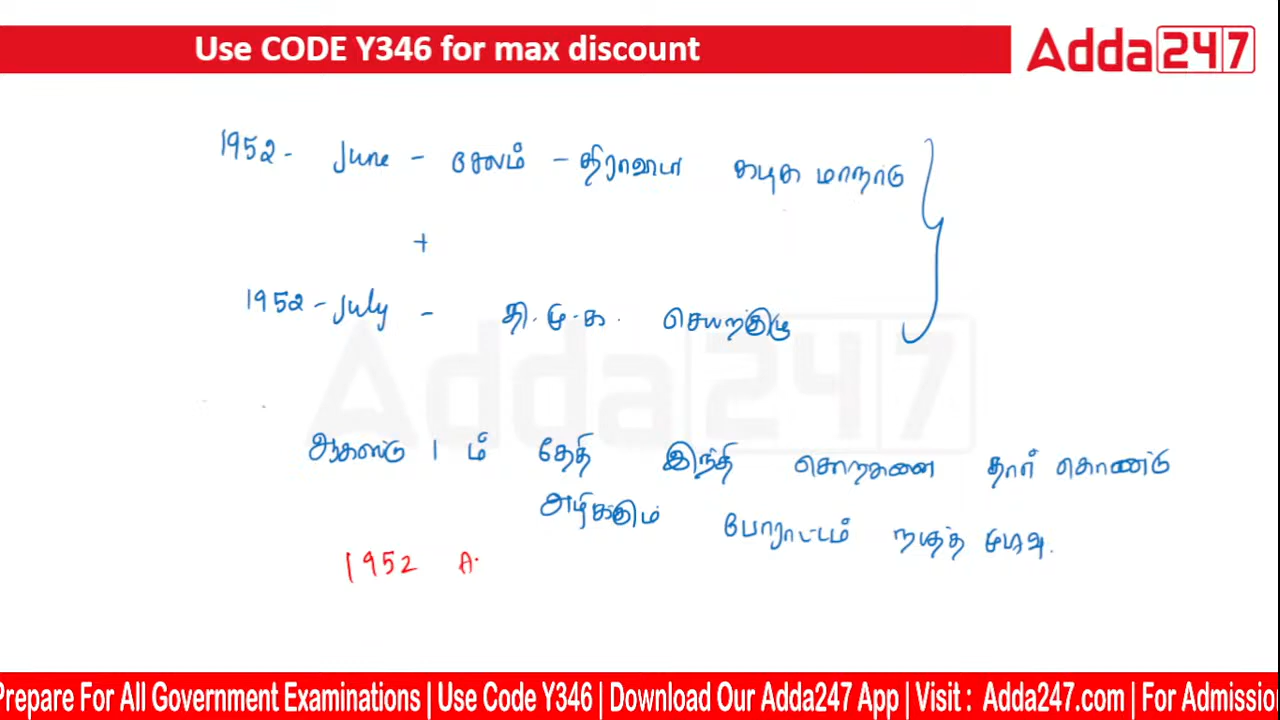 Use CODE Y346 for max discount
Adda247
1952 - June - சேலம் - திராவிட கழக மாநாடு
+
1952 - July - தி.மு.க. செயற்குழு
Adda247
ஆகஸ்டு 1 ம் தேதி இந்தி சொற்களை தார் கொண்டு
அழிக்கும் போராட்டம் நடத்த முடிவு.
1952 A.
Prepare For All Government Examinations | Use Code Y346 | Download Our Adda247 App | Visit : Adda247.com | For Admissio